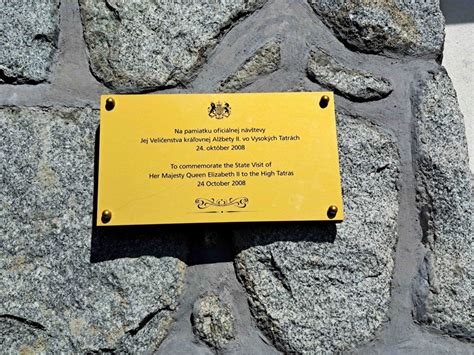 Na pamiatku oficiálnej návštevy
Jej Veličenstva kráľovnej Alžbety II. vo Vysokých Tatrách
24. október 2008
To commemorate the State Visit of
Her Majesty Queen Elizabeth II to the High Tatras
24 October 2008